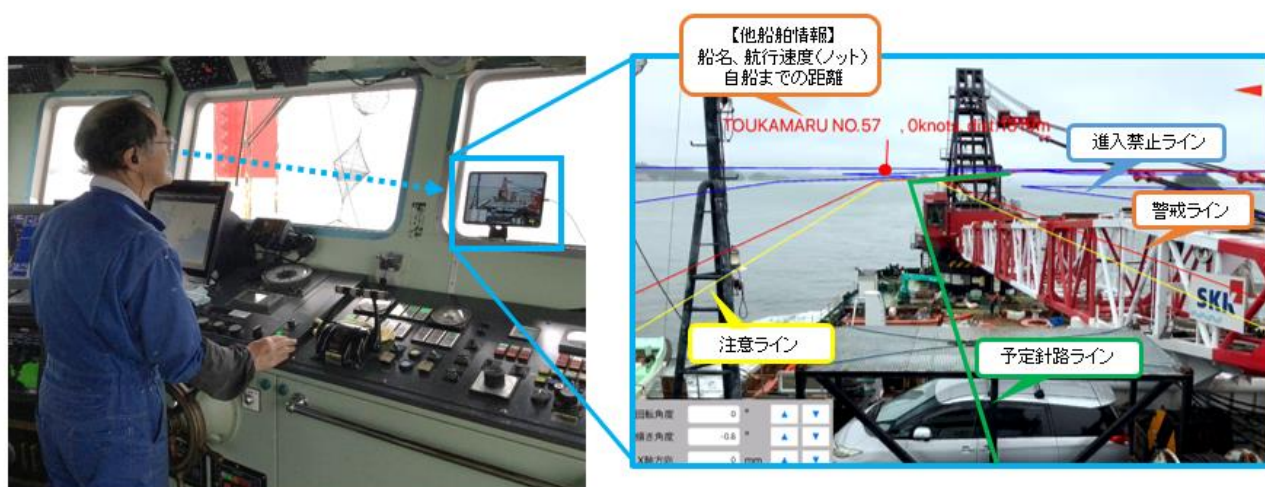 【他船舶情報】
船名、航行速度(ノット)
自船までの距離
TOUKAMARU NO.57 , 0knots,
進入禁止ライン
警戒ライン
SKK
注意ライン
予定針路ライン
回転角度 0 °
傾き角度 -0.6 °
X軸方向 0 mm